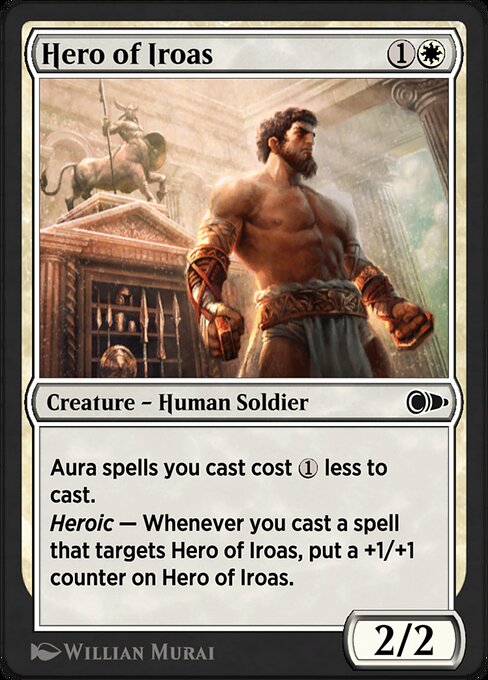 Hero of Iroas 1
Creature – Human Soldier
Aura spells you cast cost 1 less to
cast.
Heroic — Whenever you cast a spell
that targets Hero of Iroas, put a +1/+1
counter on Hero of Iroas.
2/2
Willian Murai